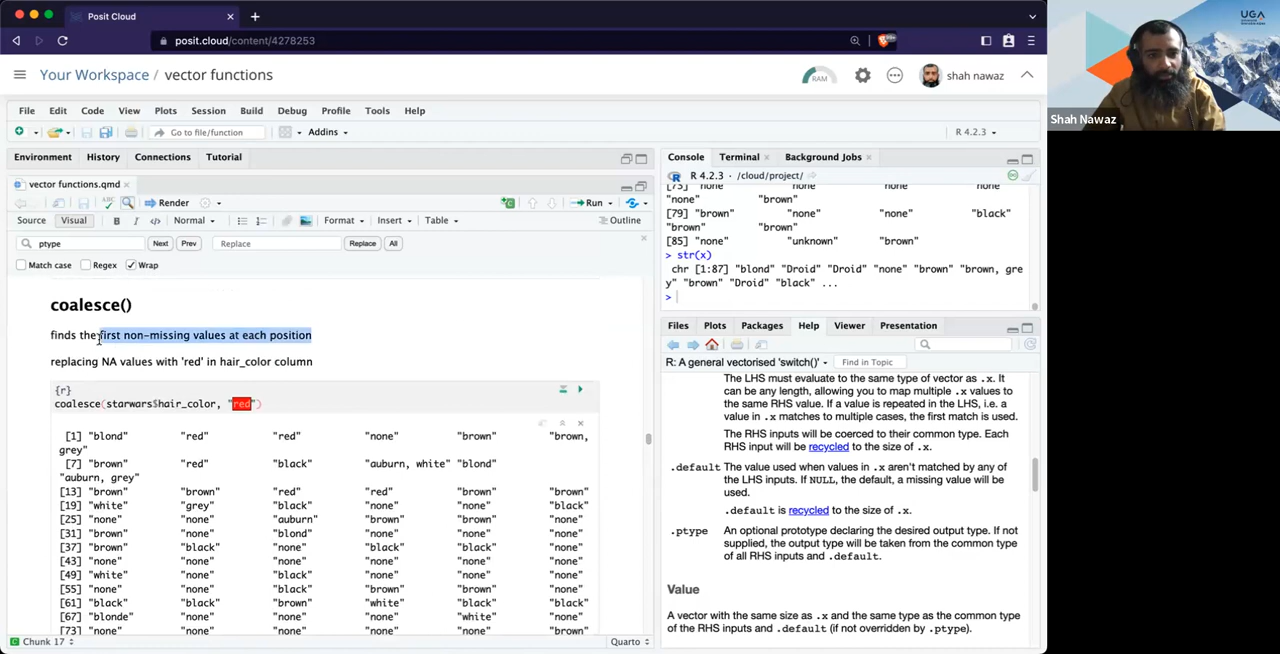 Posit Cloud
posit.cloud/content/4278253
Your Workspace / vector functions
RAM
shah nawaz
UGA
Shah Nawaz
File Edit Code View Plots Session Build Debug Profile Tools Help
Go to file/function
Addins
R 4.2.3
Environment History Connections Tutorial
vector functions.qmd
Render
Run
Source Visual
B I </> Normal
Format
Insert
Table
Outline
ptype
Next Prev
Replace
Replace All
Match case Regex Wrap
coalesce()
finds the first non-missing values at each position
replacing NA values with 'red' in hair_color column
{r}
coalesce(starwars$hair_color, "red")
[1] "blond" "red" "red" "none" "brown" "brown,
grey"
[7] "brown" "red" "black" "auburn, white" "blond"
"auburn, grey"
[13] "brown" "brown" "red" "red" "brown" "brown"
[19] "white" "grey" "black" "none" "none" "black"
[25] "none" "none" "auburn" "brown" "brown" "none"
[31] "brown" "none" "blond" "none" "none" "none"
[37] "brown" "black" "none" "black" "black" "none"
[43] "none" "none" "none" "none" "none" "none"
[49] "white" "none" "black" "none" "none" "none"
[55] "none" "none" "black" "brown" "brown" "none"
[61] "black" "black" "brown" "white" "black" "black"
[67] "blonde" "none" "none" "none" "white" "none"
[73] "none" "none" "none" "none" "none" "brown"
Chunk 17
Quarto
Console Terminal Background Jobs
R 4.2.3 · /cloud/project/
[73] "none" "none" "none" "none"
"none" "brown"
[79] "brown" "none" "none" "black"
"brown" "brown"
[85] "none" "unknown" "brown"
> str(x)
chr [1:87] "blond" "Droid" "Droid" "none" "brown" "brown, gre
y" "brown" "Droid" "black" ...
>
Files Plots Packages Help Viewer Presentation
R: A general vectorised 'switch()'
Find in Topic
The LHS must evaluate to the same type of vector as .x. It
can be any length, allowing you to map multiple .x values to
the same RHS value. If a value is repeated in the LHS, i.e. a
value in .x matches to multiple cases, the first match is used.
The RHS inputs will be coerced to their common type. Each
RHS input will be recycled to the size of .x.
.default The value used when values in .x aren't matched by any of
the LHS inputs. If NULL, the default, a missing value will be
used.
.default is recycled to the size of .x.
.ptype An optional prototype declaring the desired output type. If not
supplied, the output type will be taken from the common type
of all RHS inputs and .default.
Value
A vector with the same size as .x and the same type as the common type
of the RHS inputs and .default (if not overridden by .ptype).